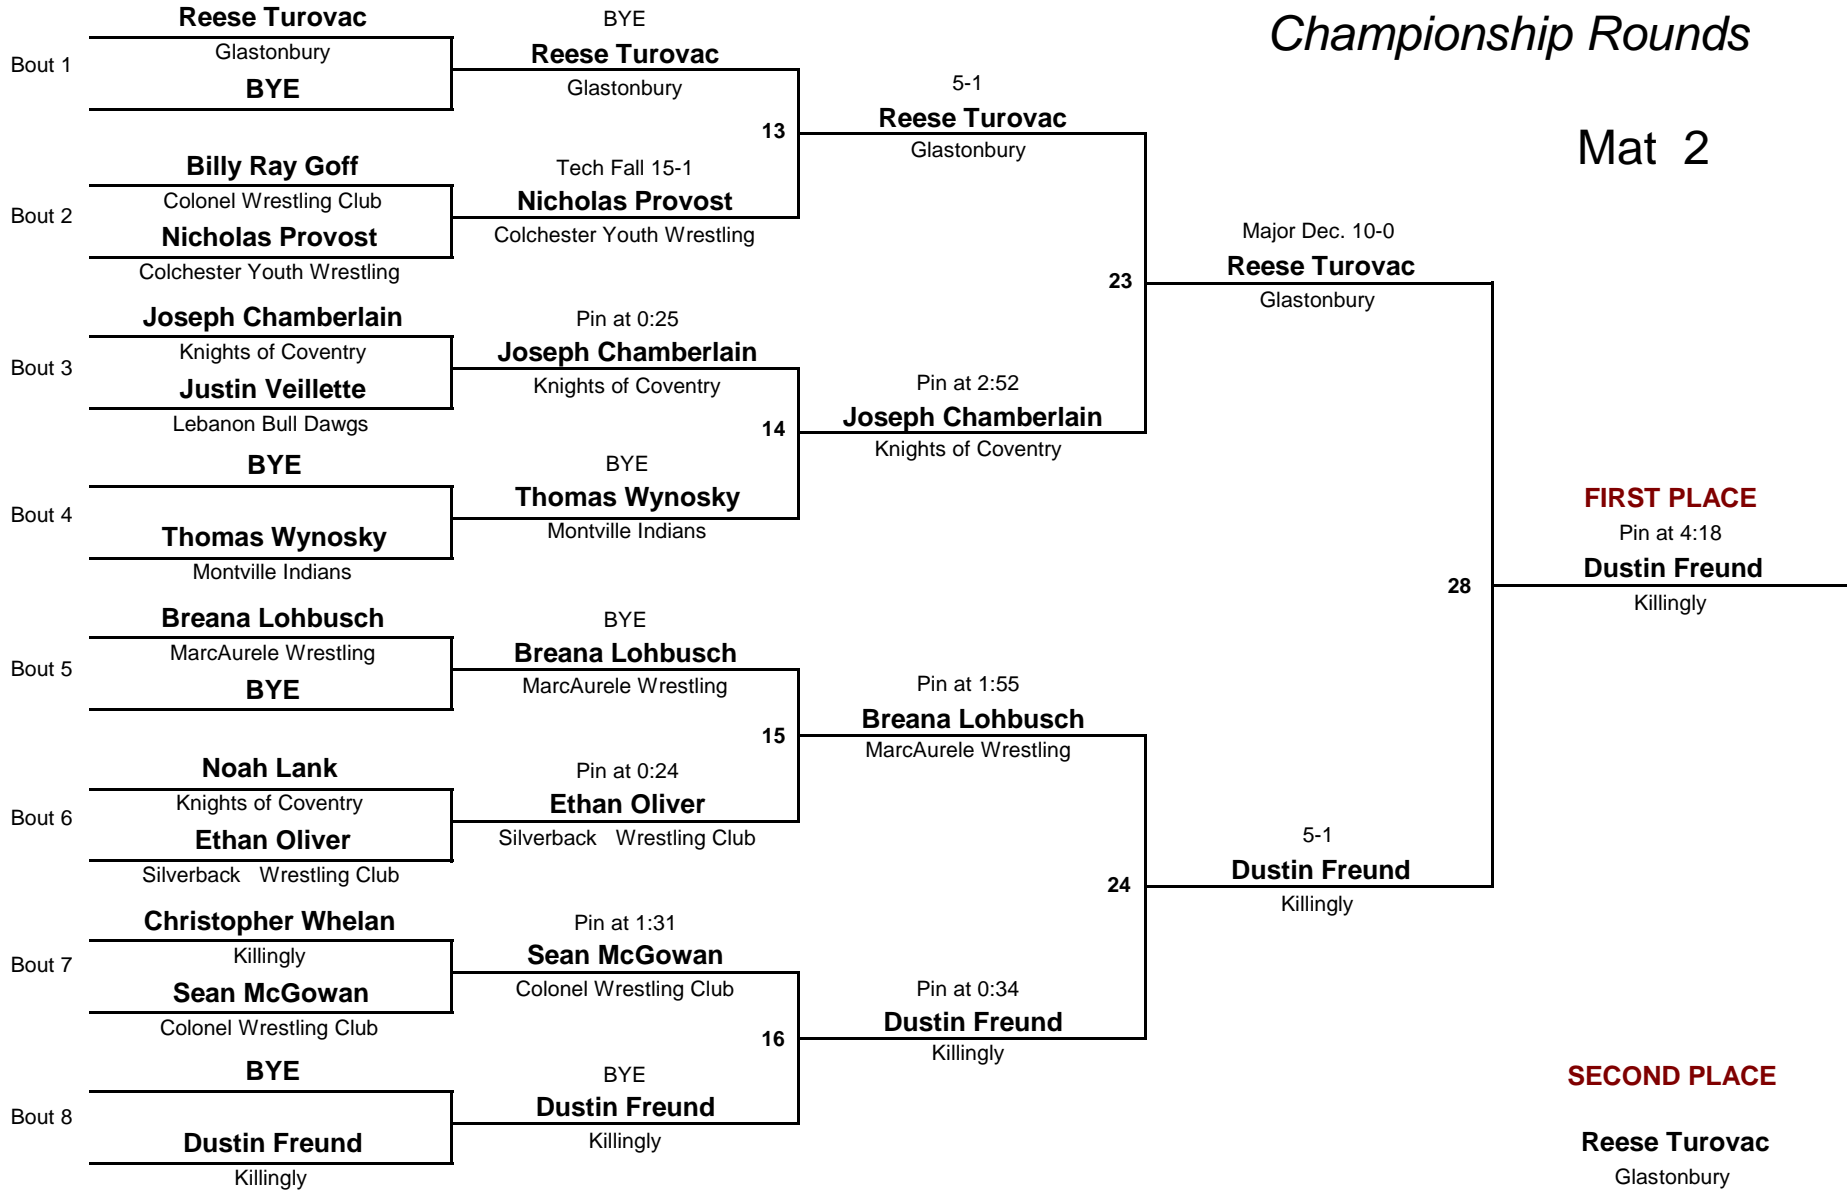 Championship Rounds
Mat 2
Bout 1
Reese Turovac
Glastonbury
BYE
Bout 2
Billy Ray Goff
Colonel Wrestling Club
Nicholas Provost
Colchester Youth Wrestling
Bout 3
Joseph Chamberlain
Knights of Coventry
Justin Veillette
Lebanon Bull Dawgs
Bout 4
BYE
Thomas Wynosky
Montville Indians
Bout 5
Breana Lohbusch
MarcAurele Wrestling
BYE
Bout 6
Noah Lank
Knights of Coventry
Ethan Oliver
Silverback Wrestling Club
Bout 7
Christopher Whelan
Killingly
Sean McGowan
Colonel Wrestling Club
Bout 8
BYE
Dustin Freund
Killingly
BYE
Reese Turovac
Glastonbury
13
Tech Fall 15-1
Nicholas Provost
Colchester Youth Wrestling
Pin at 0:25
Joseph Chamberlain
Knights of Coventry
14
BYE
Thomas Wynosky
Montville Indians
BYE
Breana Lohbusch
MarcAurele Wrestling
15
Pin at 0:24
Ethan Oliver
Silverback Wrestling Club
Pin at 1:31
Sean McGowan
Colonel Wrestling Club
16
BYE
Dustin Freund
Killingly
5-1
Reese Turovac
Glastonbury
23
Pin at 2:52
Joseph Chamberlain
Knights of Coventry
Pin at 1:55
Breana Lohbusch
MarcAurele Wrestling
24
Pin at 0:34
Dustin Freund
Killingly
Major Dec. 10-0
Reese Turovac
Glastonbury
28
5-1
Dustin Freund
Killingly
FIRST PLACE
Pin at 4:18
Dustin Freund
Killingly
SECOND PLACE
Reese Turovac
Glastonbury